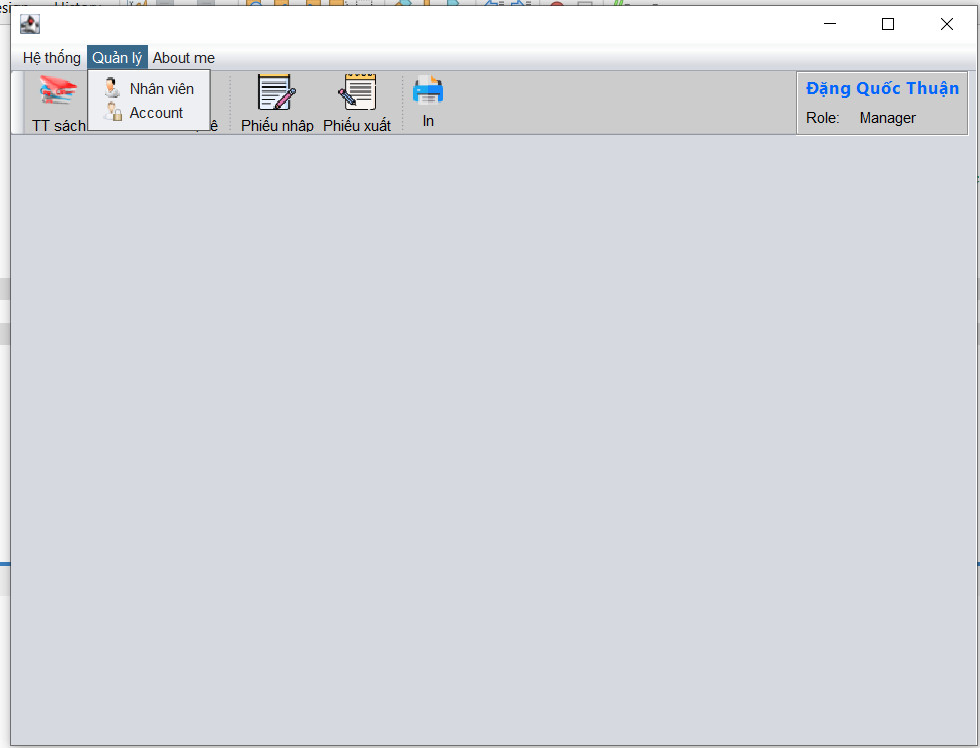 History
Hệ thống Quản lý About me
Nhân viên
Account
TT sách
Phiếu nhập Phiếu xuất
In
Đặng Quốc Thuận
Role: Manager